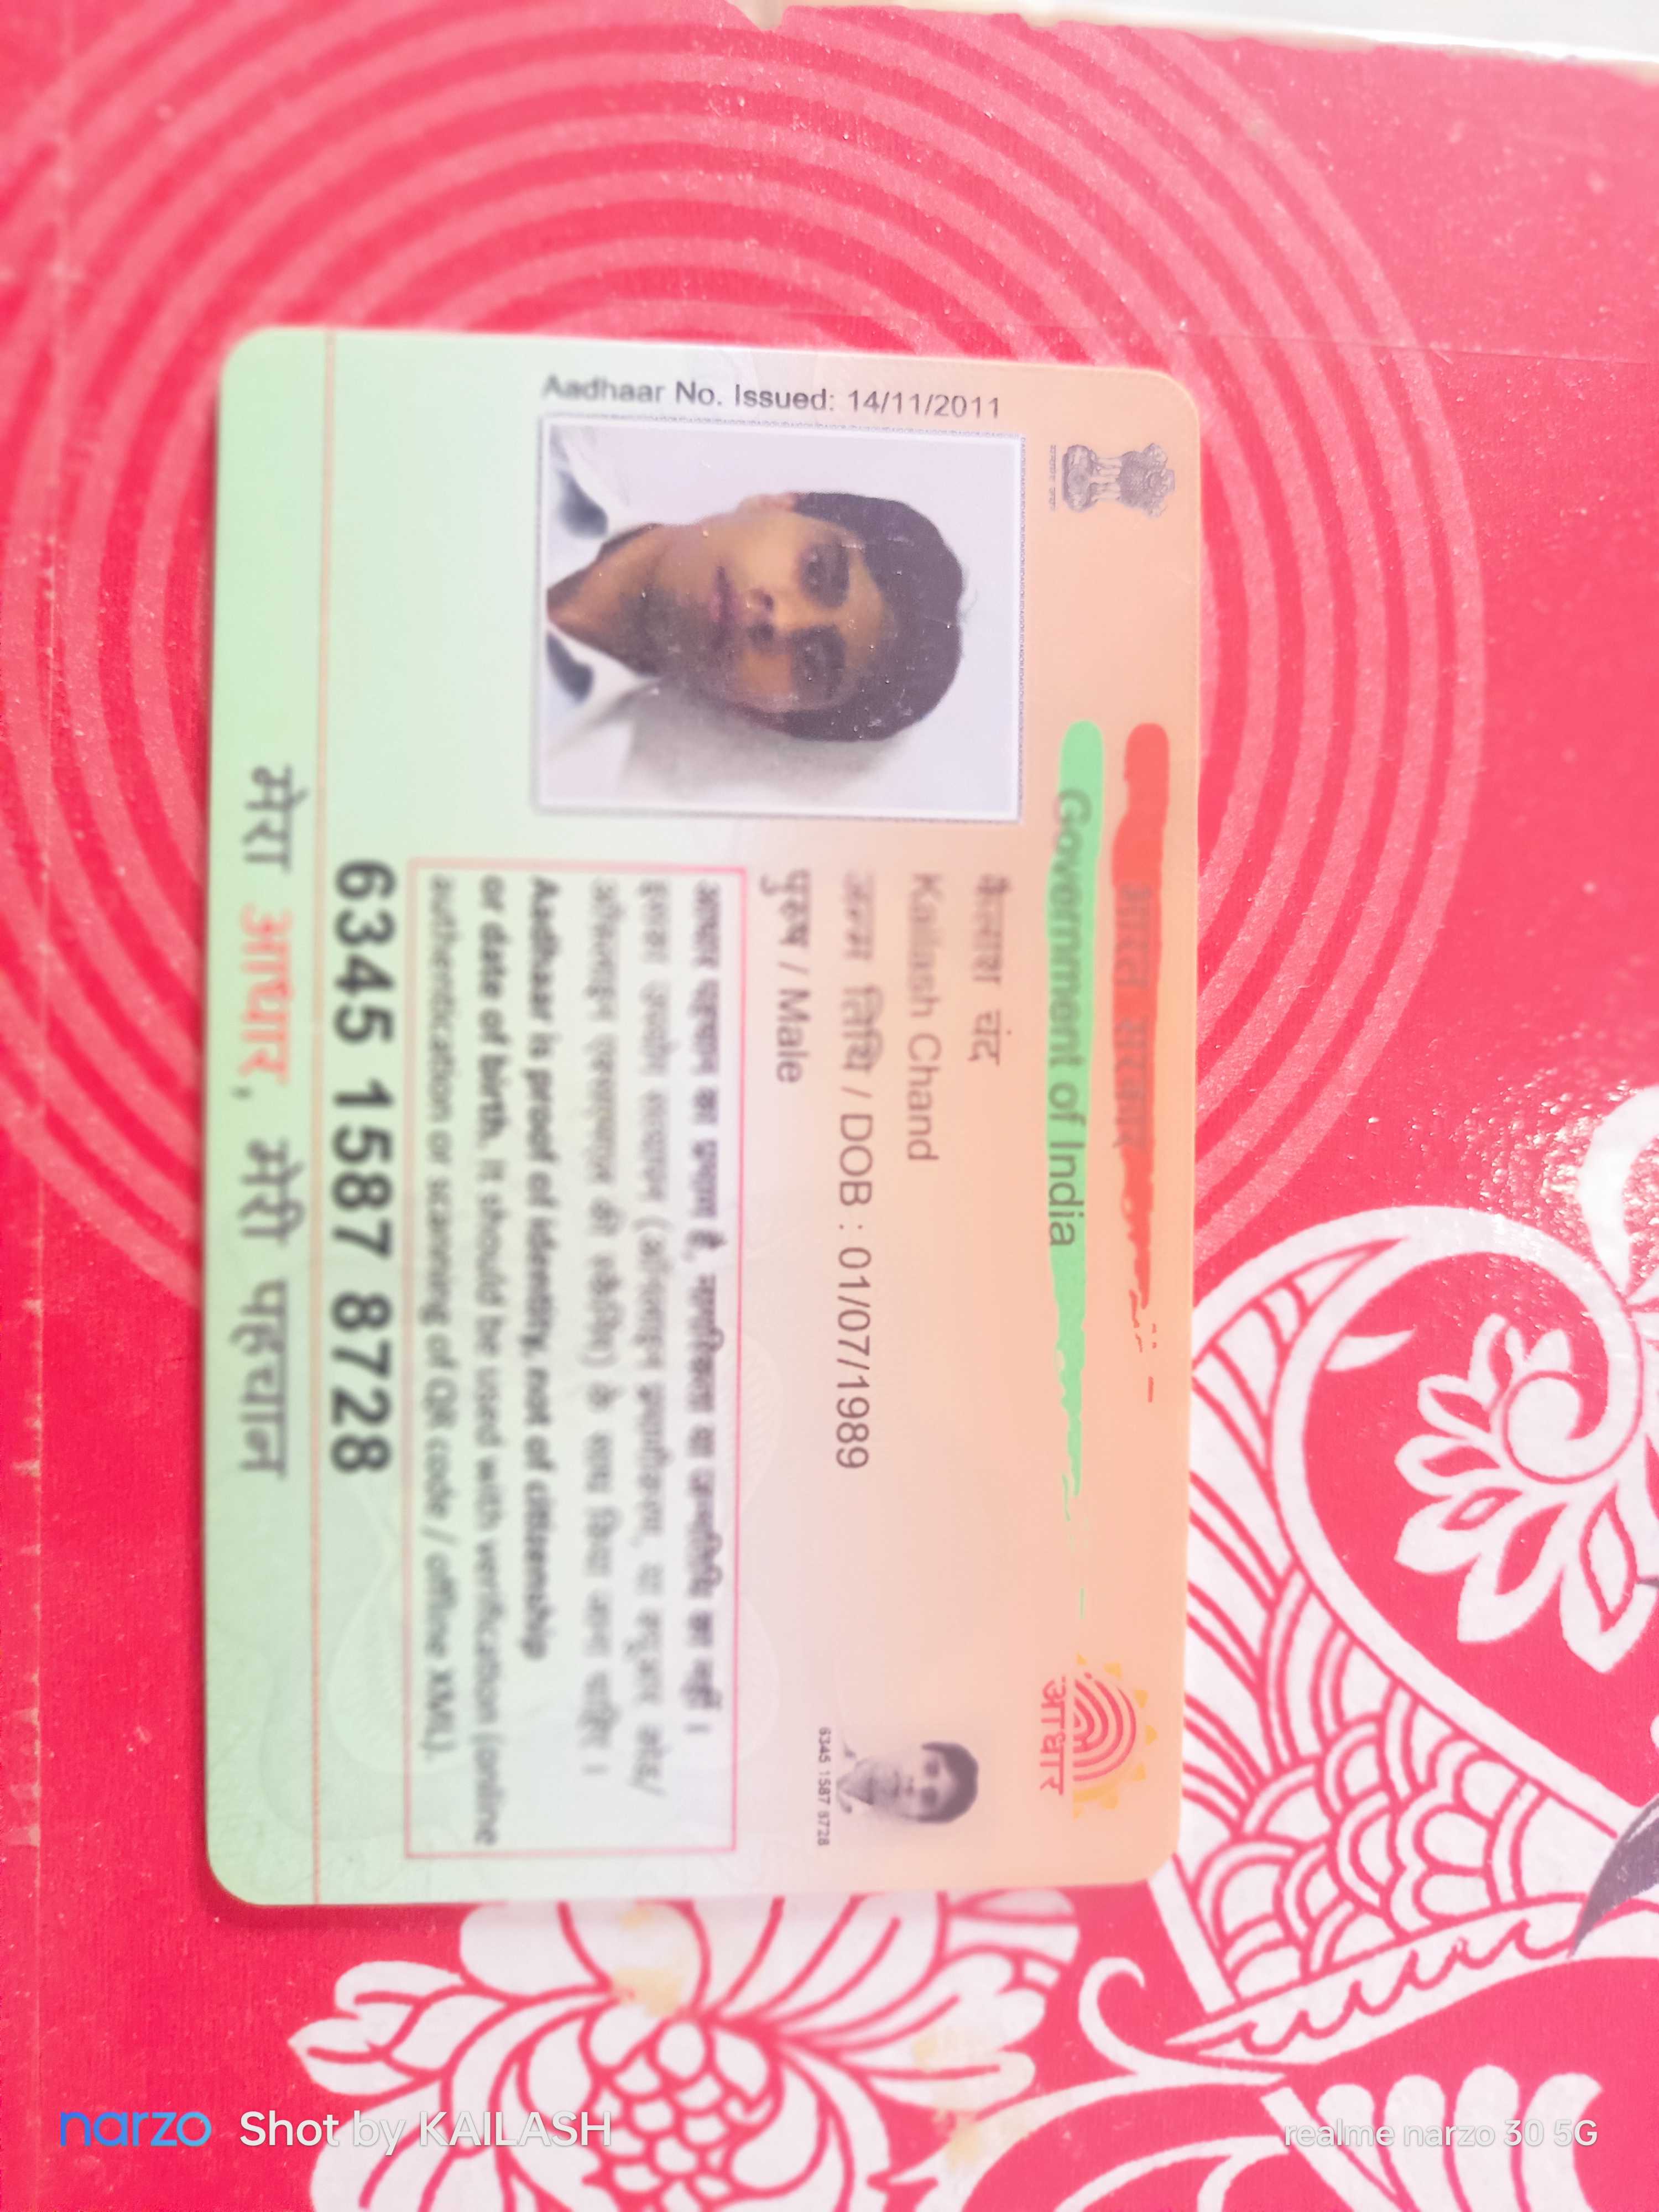 भारत सरकार
Government of India
Aadhaar No. Issued: 14/11/2011
कैलाश चंद
Kailash Chand
जन्म तिथि / DOB : 01/07/1989
पुरुष / Male
6345 1587 8728
आधार
आधार पहचान का प्रमाण है, नागरिकता या जन्मतिथि का नहीं ।
इसका उपयोग सत्यापन (ऑनलाइन प्रमाणीकरण, या क्यूआर कोड/
ऑफलाइन एक्सएमएल की स्कैनिंग) के साथ किया जाना चाहिए ।
Aadhaar is proof of identity, not of citizenship
or date of birth. It should be used with verification (online
authentication or scanning of QR code / offline XML).
6345 1587 8728
मेरा आधार, मेरी पहचान
narzo Shot by KAILASH
realme narzo 30 5G